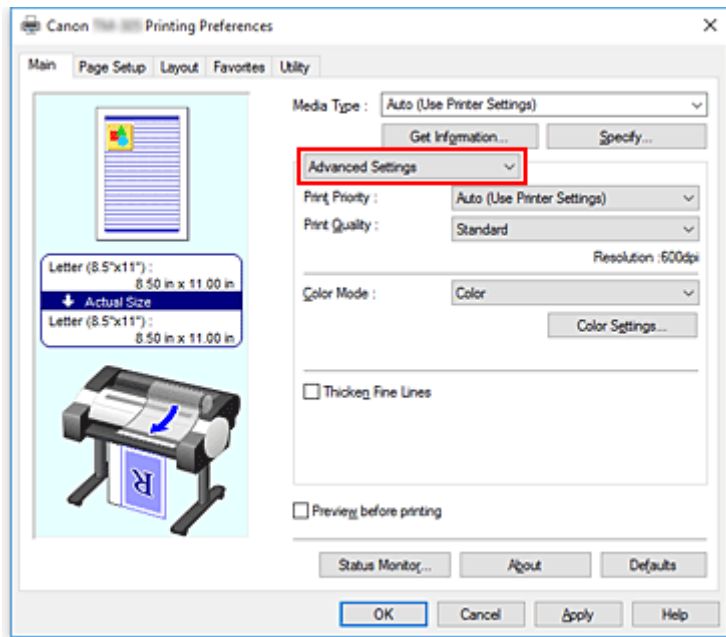 Canon Printing Preferences
Main Page Setup Layout Favorites Utility
Media Type : Auto (Use Printer Settings)
Get Information... Specify...
Advanced Settings
Print Priority : Auto (Use Printer Settings)
Print Quality : Standard
Resolution :600dpi
Letter (8.5"x11") :
8.50 in x 11.00 in
Actual Size
Letter (8.5"x11") :
8.50 in x 11.00 in
Color Mode : Color
Color Settings...
Thicken Fine Lines
R
Preview before printing
Status Monitor... About Defaults
OK Cancel Apply Help